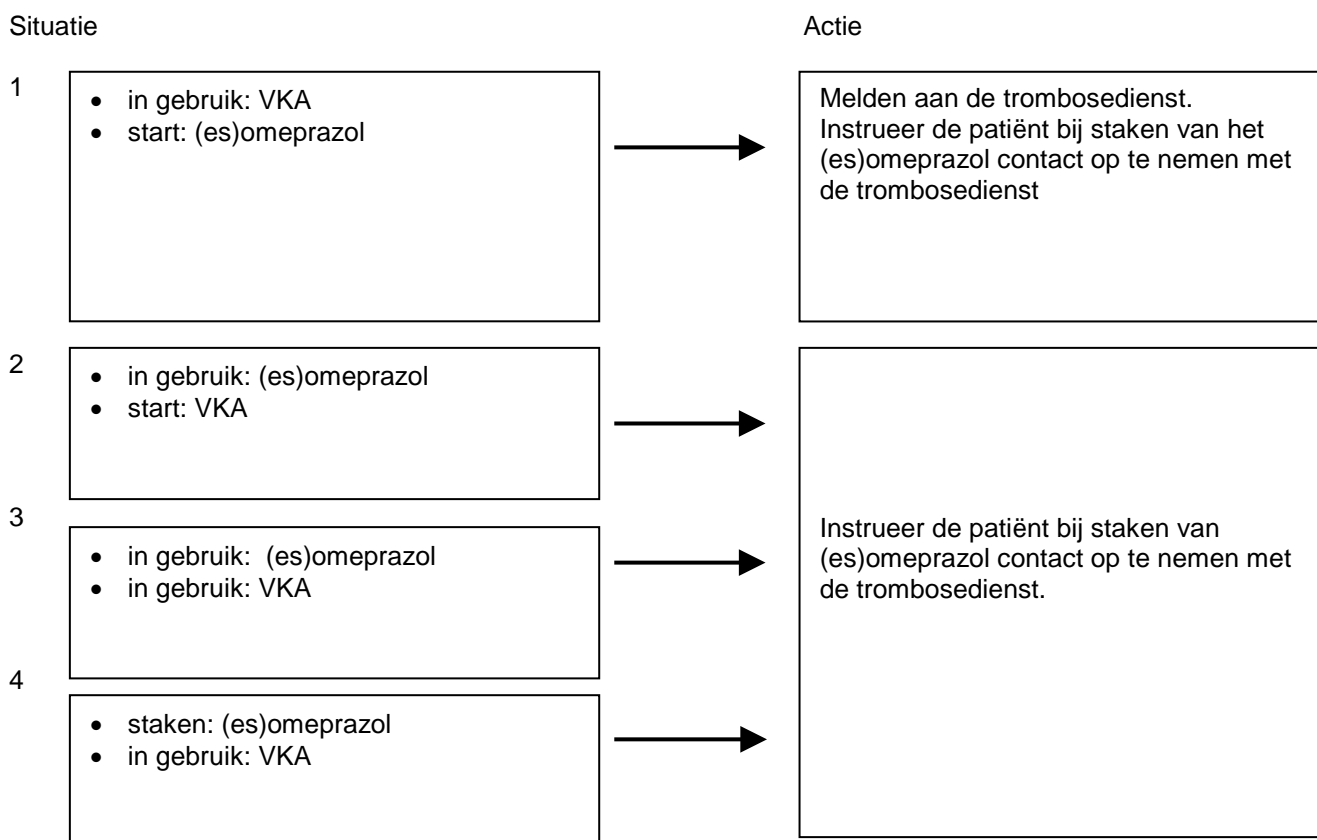 Situatie
Actie
1
• in gebruik: VKA
• start: (es)omeprazol
Melden aan de trombosedienst.
Instrueer de patiënt bij staken van het
(es)omeprazol contact op te nemen met
de trombosedienst
2
• in gebruik: (es)omeprazol
• start: VKA
3
• in gebruik:  (es)omeprazol
• in gebruik: VKA
Instrueer de patiënt bij staken van
(es)omeprazol contact op te nemen met
de trombosedienst.
4
• staken: (es)omeprazol
• in gebruik: VKA